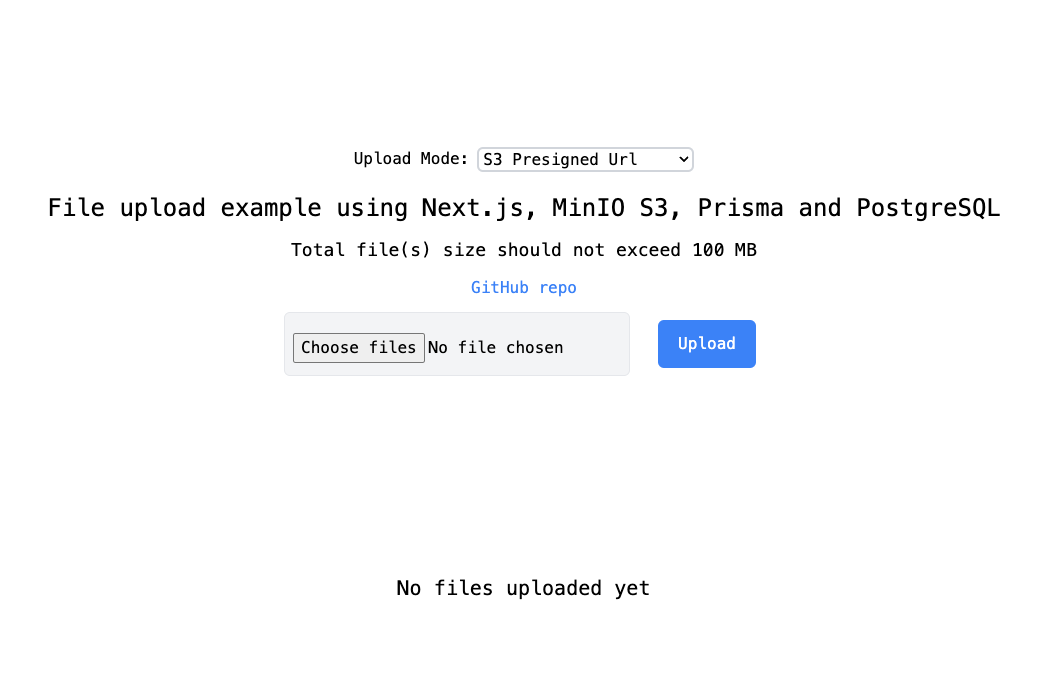 Upload Mode: S3 Presigned Url
File upload example using Next.js, MinIO S3, Prisma and PostgreSQL
Total file(s) size should not exceed 100 MB
GitHub repo
Choose files No file chosen Upload
No files uploaded yet